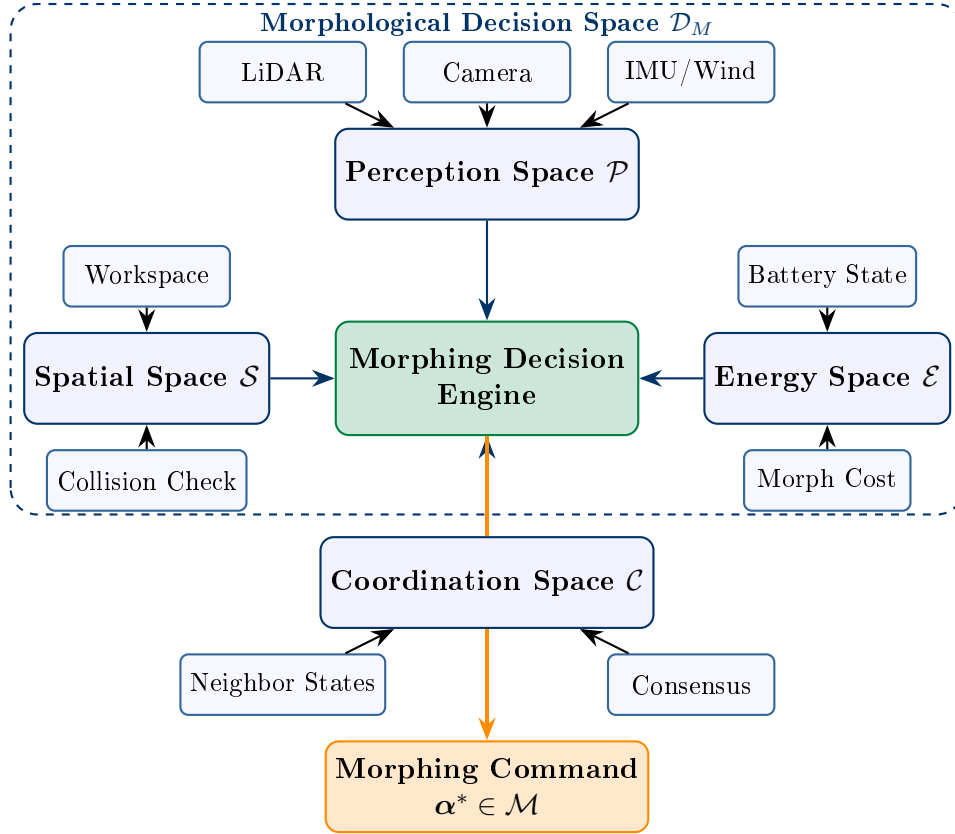 Morphological Decision Space 𝒟_M
LiDAR
Camera
IMU/Wind
Perception Space 𝒫
Workspace
Battery State
Spatial Space 𝒮
Morphing Decision
Engine
Energy Space ℰ
Collision Check
Morph Cost
Coordination Space 𝒞
Neighbor States
Consensus
Morphing Command
𝜶* ∈ ℳ